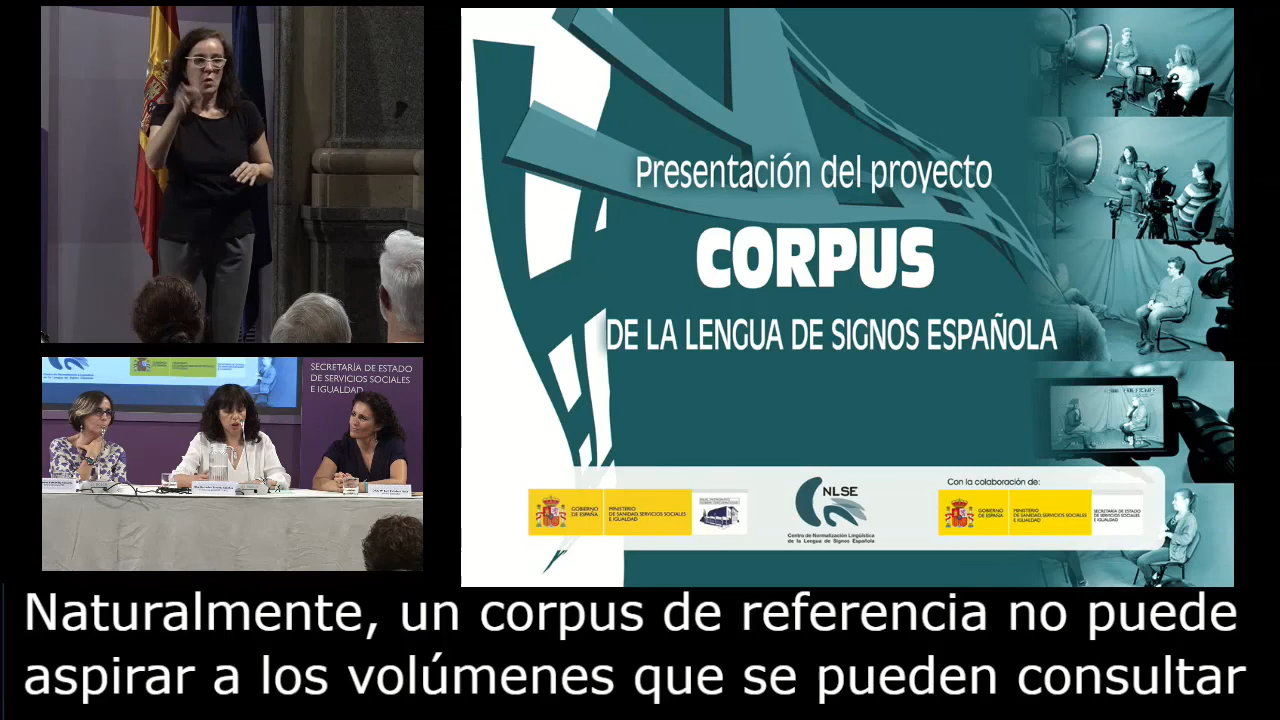 SECRETARÍA DE ESTADO
DE SERVICIOS SOCIALES
E IGUALDAD
Presentación del proyecto
CORPUS
DE LA LENGUA DE SIGNOS ESPAÑOLA
GOBIERNO
DE ESPAÑA
MINISTERIO
DE SANIDAD, SERVICIOS SOCIALES
E IGUALDAD
NLSE
Centro de Normalización Lingüística
de la Lengua de Signos Española
Con la colaboración de:
GOBIERNO
DE ESPAÑA
MINISTERIO
DE SANIDAD, SERVICIOS SOCIALES
E IGUALDAD
SECRETARÍA DE ESTADO
DE SERVICIOS SOCIALES
E IGUALDAD
Naturalmente, un corpus de referencia no puede
aspirar a los volúmenes que se pueden consultar